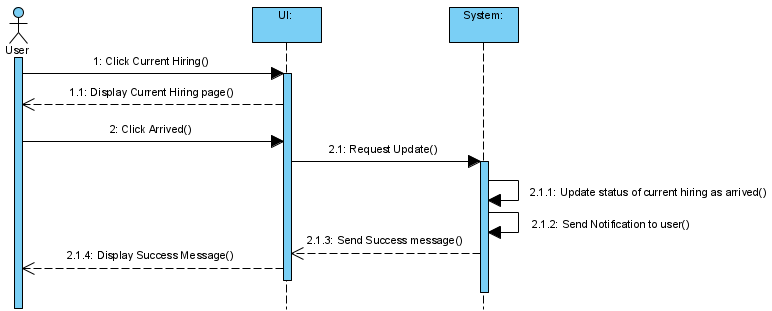 UI:
System:
User
1: Click Current Hiring()
1.1: Display Current Hiring page()
2: Click Arrived()
2.1: Request Update()
2.1.1: Update status of current hiring as arrived()
2.1.2: Send Notification to user()
2.1.3: Send Success message()
2.1.4: Display Success Message()